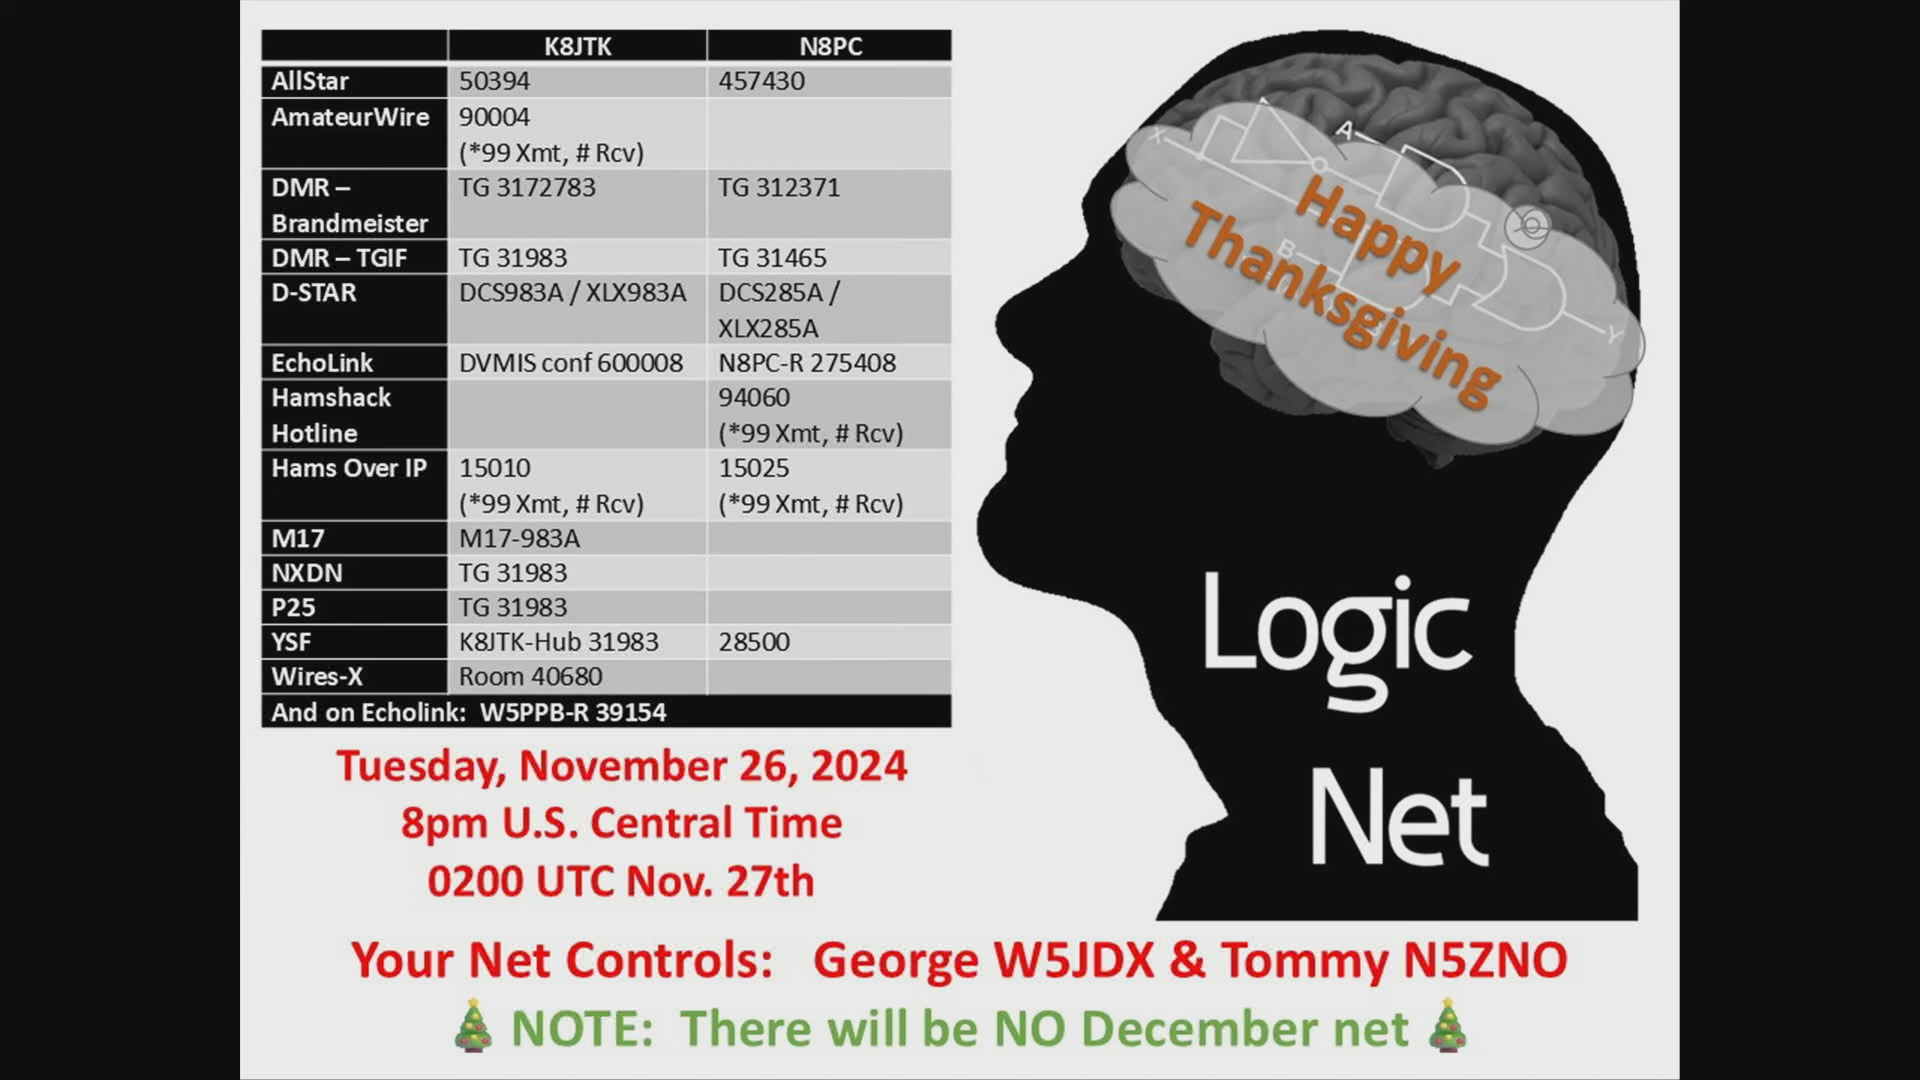 K8JTK N8PC
AllStar 50394 457430
AmateurWire 90004
(*99 Xmt, # Rcv)
DMR – TG 3172783 TG 312371
Brandmeister
DMR – TGIF TG 31983 TG 31465
D-STAR DCS983A / XLX983A DCS285A /
XLX285A
EchoLink DVMIS conf 600008 N8PC-R 275408
Hamshack 94060
Hotline (*99 Xmt, # Rcv)
Hams Over IP 15010 15025
(*99 Xmt, # Rcv) (*99 Xmt, # Rcv)
M17 M17-983A
NXDN TG 31983
P25 TG 31983
YSF K8JTK-Hub 31983 28500
Wires-X Room 40680
And on Echolink: W5PPB-R 39154
X
A
B
Y
Happy
Thanksgiving
Logic
Net
Tuesday, November 26, 2024
8pm U.S. Central Time
0200 UTC Nov. 27th
Your Net Controls: George W5JDX & Tommy N5ZNO
NOTE: There will be NO December net